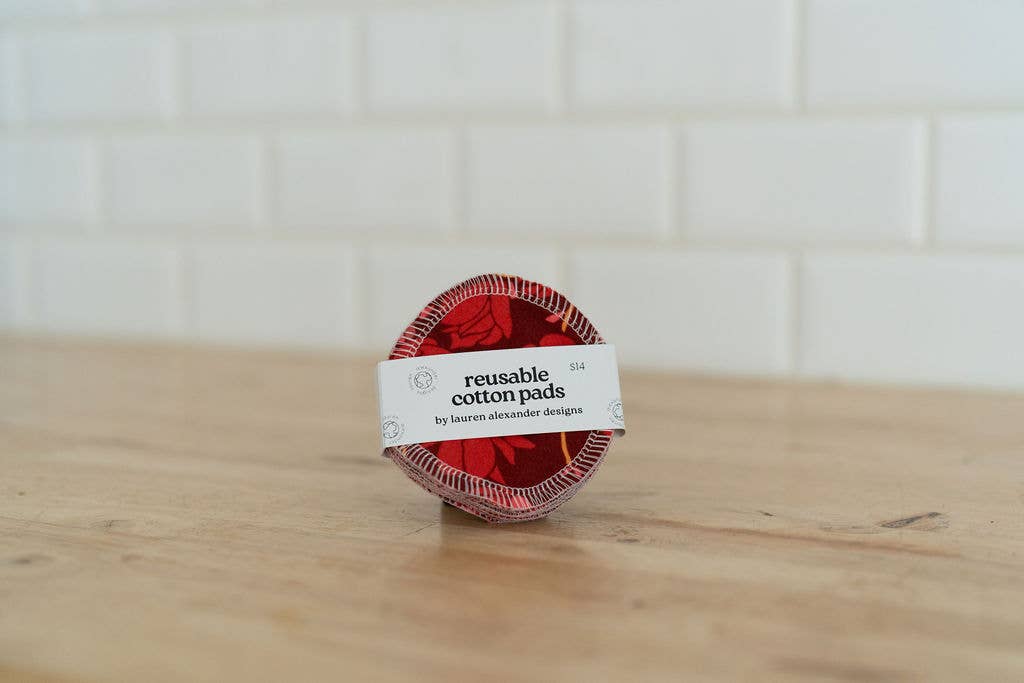 reusable
cotton pads
$14
by lauren alexander designs